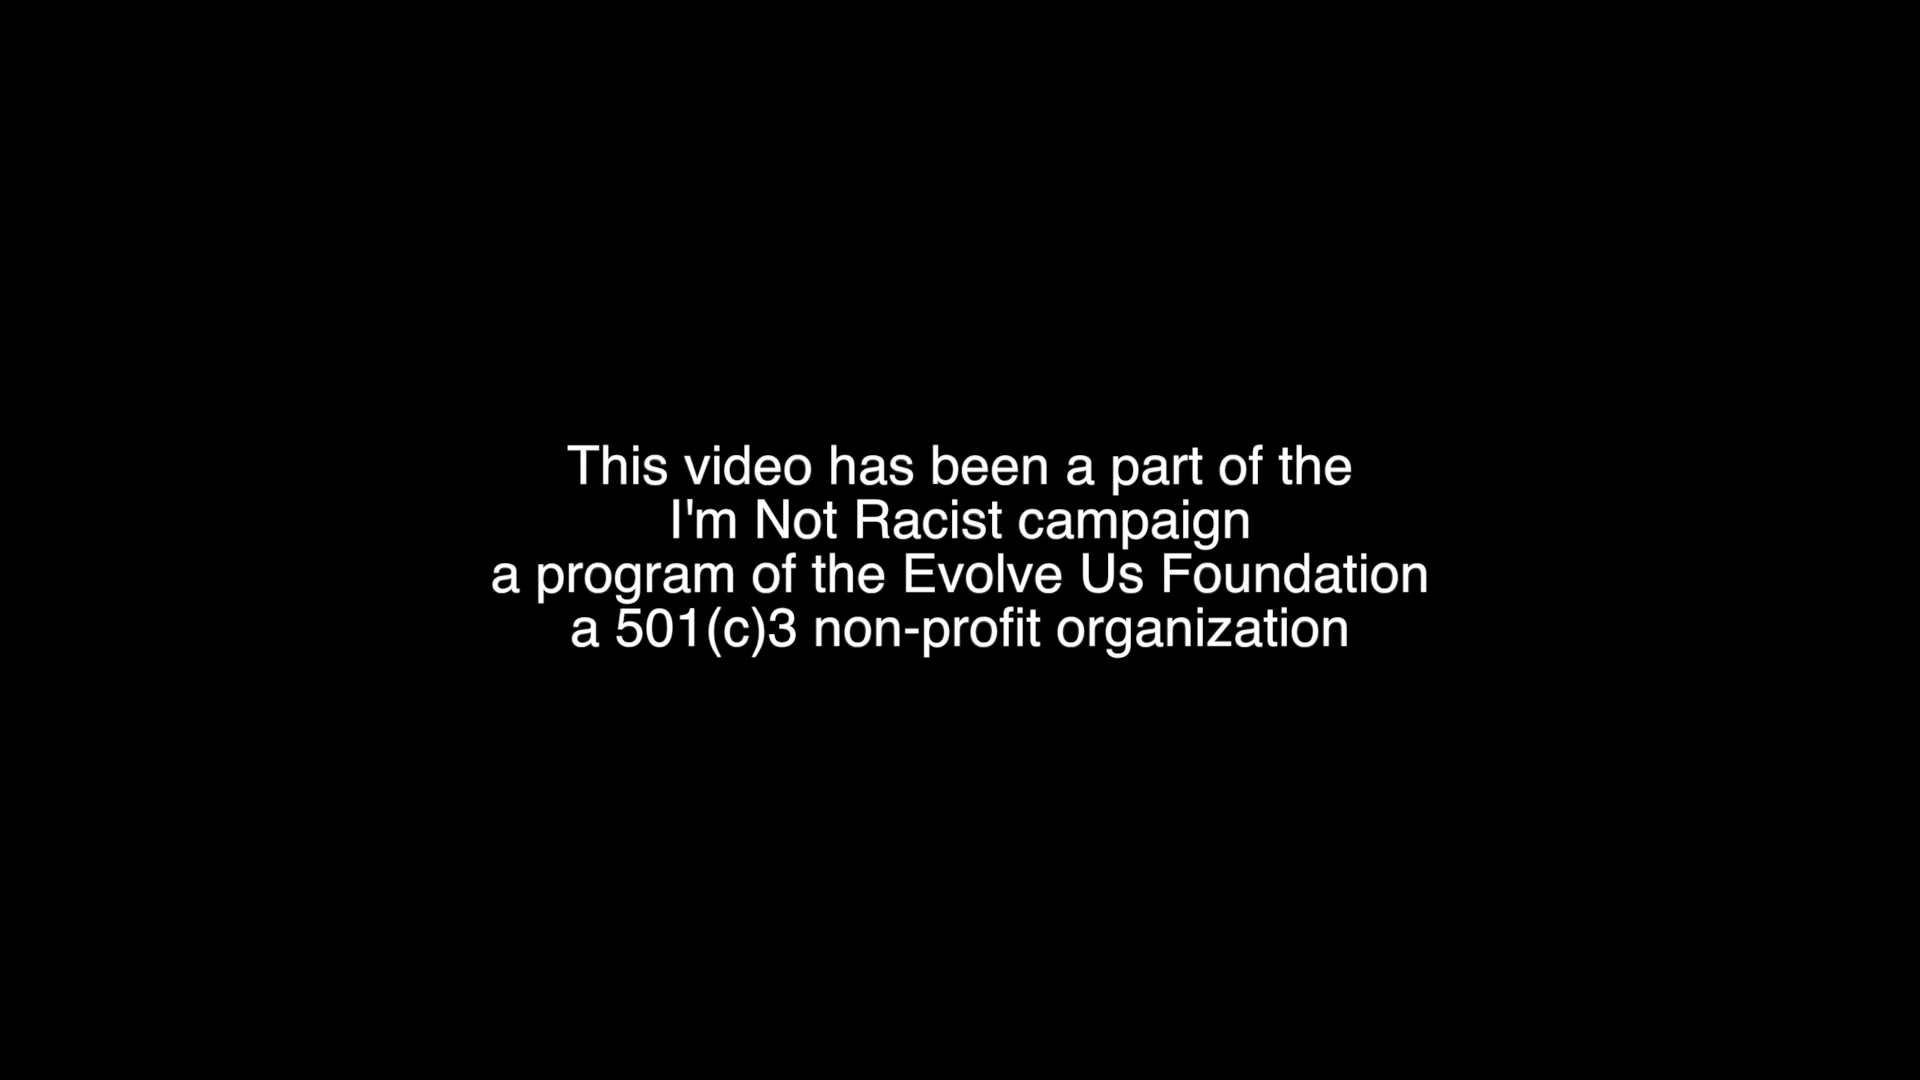 This video has been a part of the
I'm Not Racist campaign
a program of the Evolve Us Foundation
a 501(c)3 non-profit organization